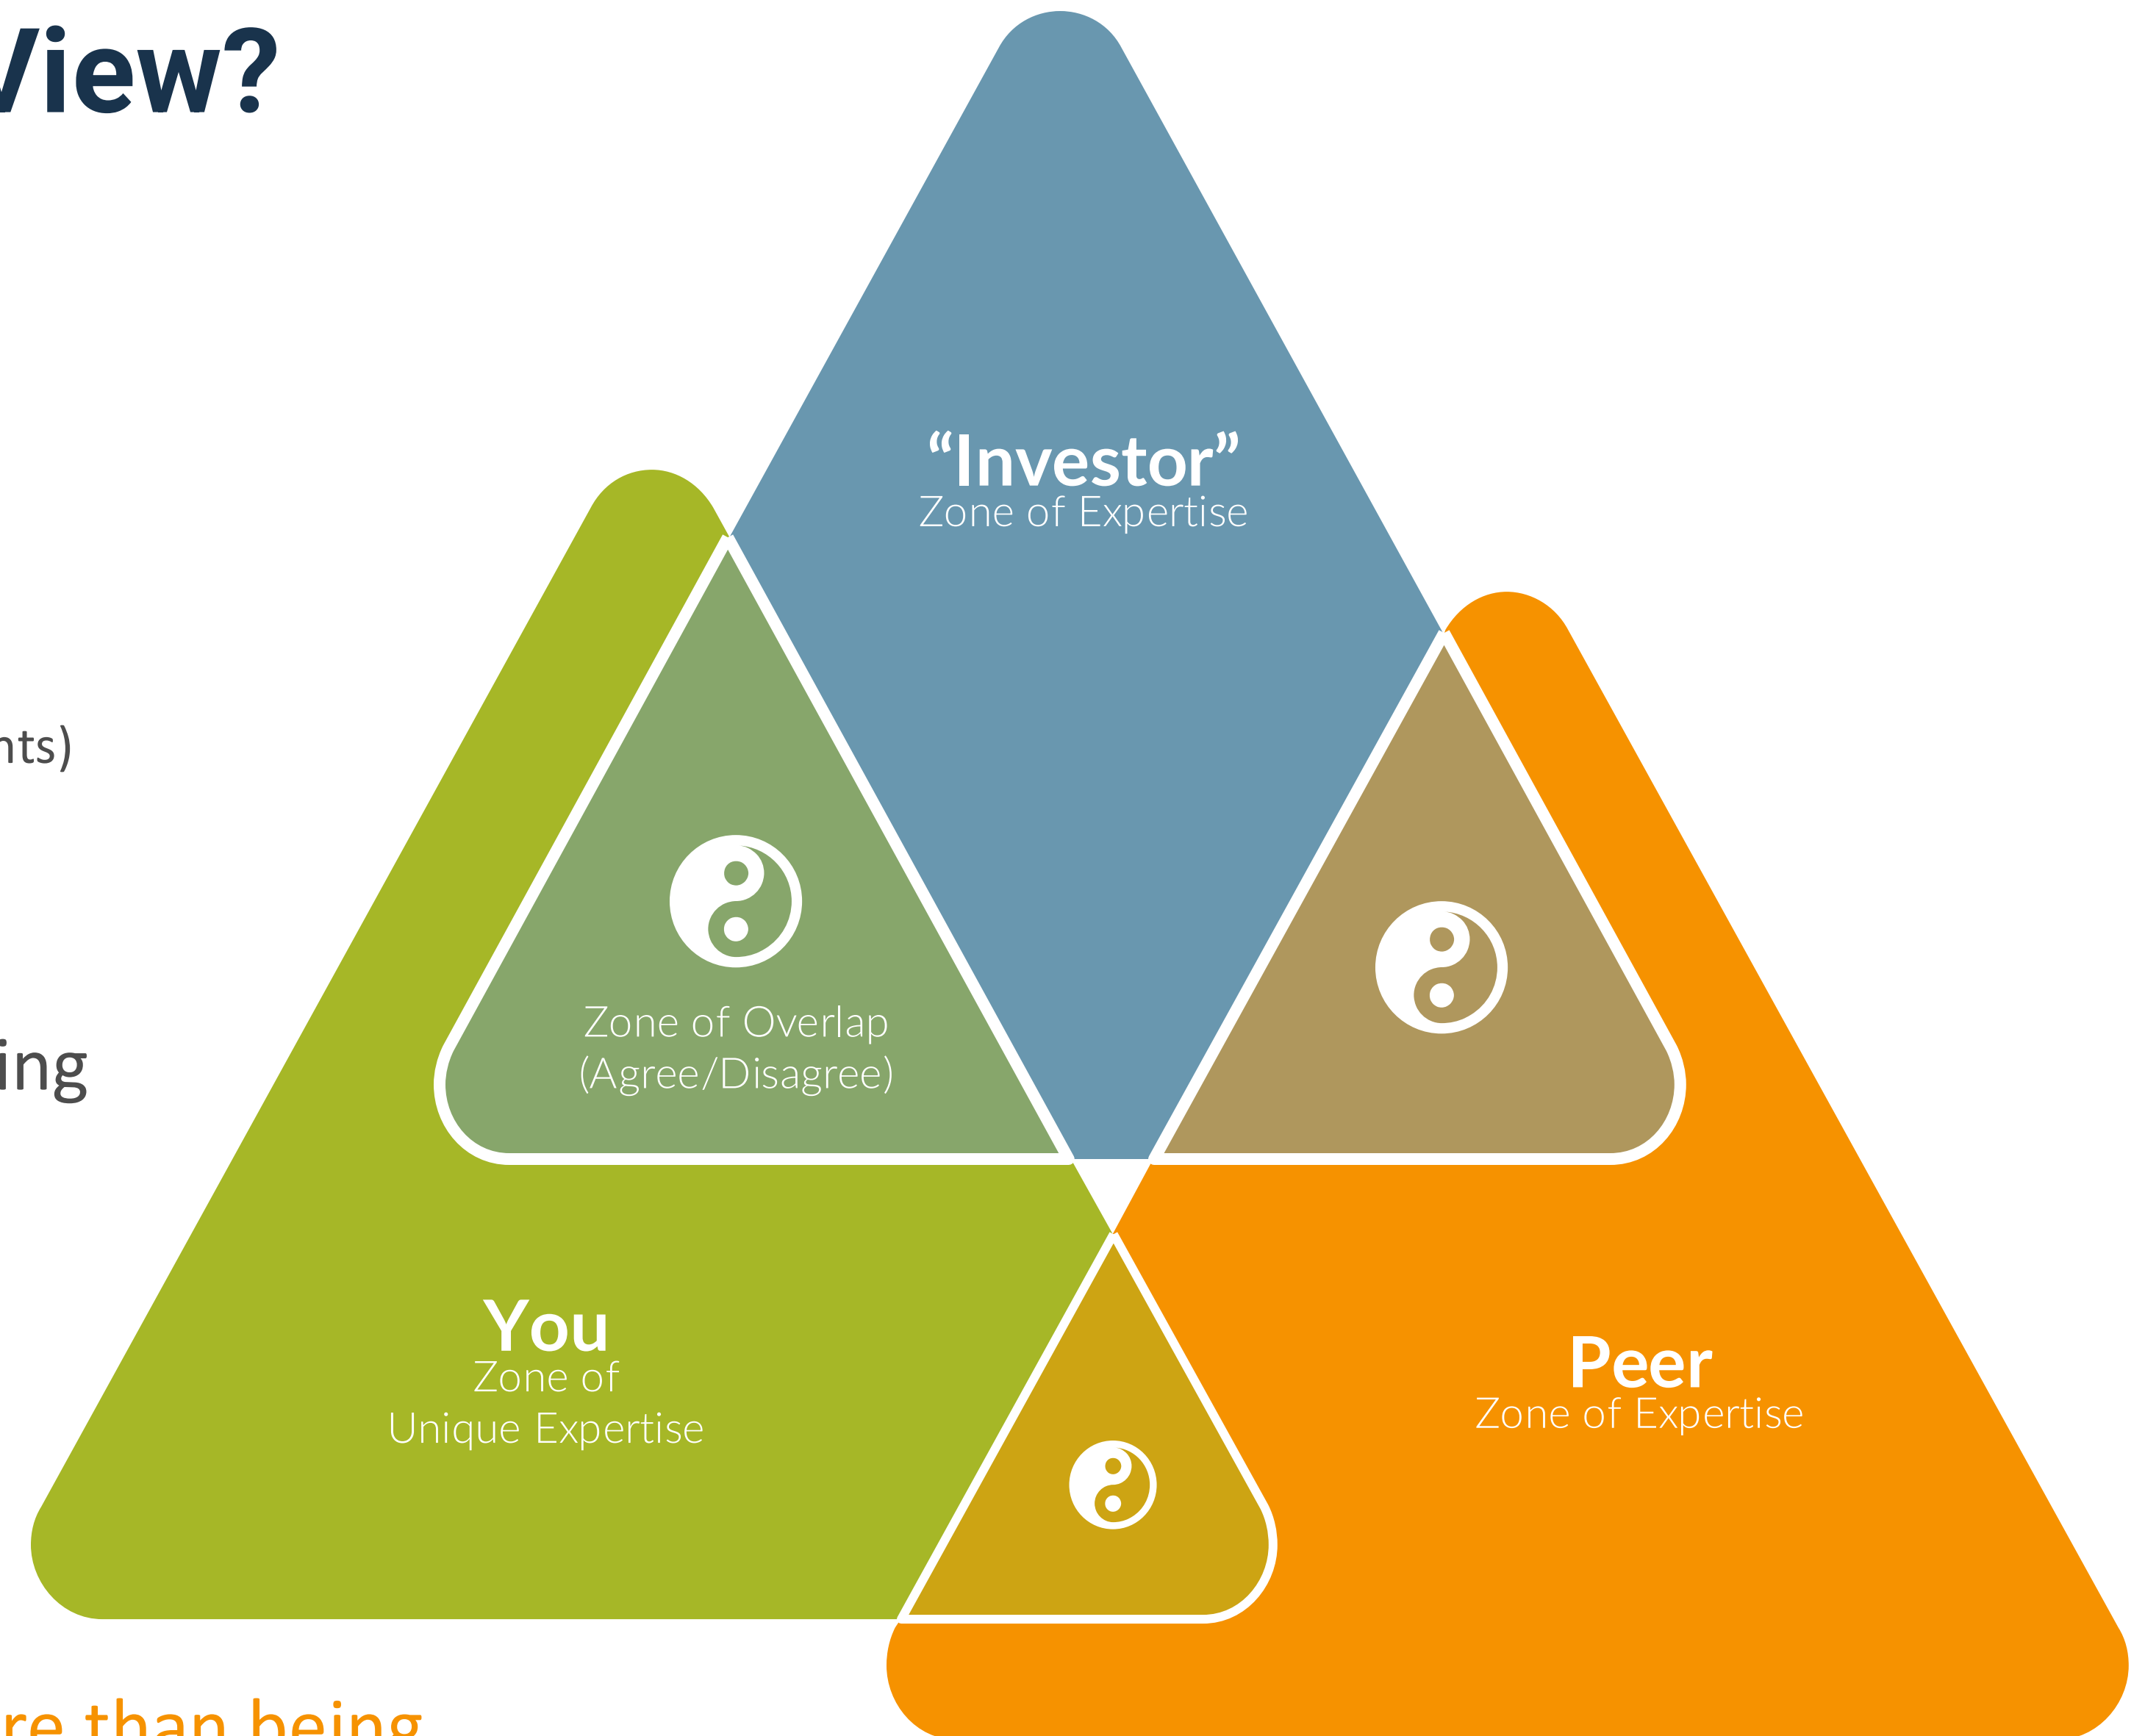 View?
“Investor”
Zone of Expertise
nts)
Zone of Overlap
(Agree/Disagree)
ing
You
Zone of
Unique Expertise
Peer
Zone of Expertise
re than being